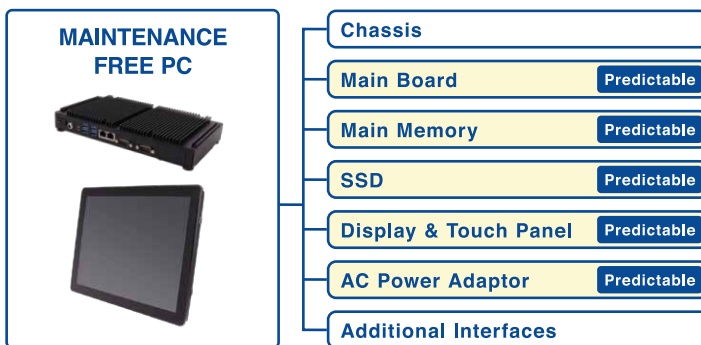 MAINTENANCE
FREE PC
Chassis
Main Board Predictable
Main Memory Predictable
SSD Predictable
Display & Touch Panel Predictable
AC Power Adaptor Predictable
Additional Interfaces